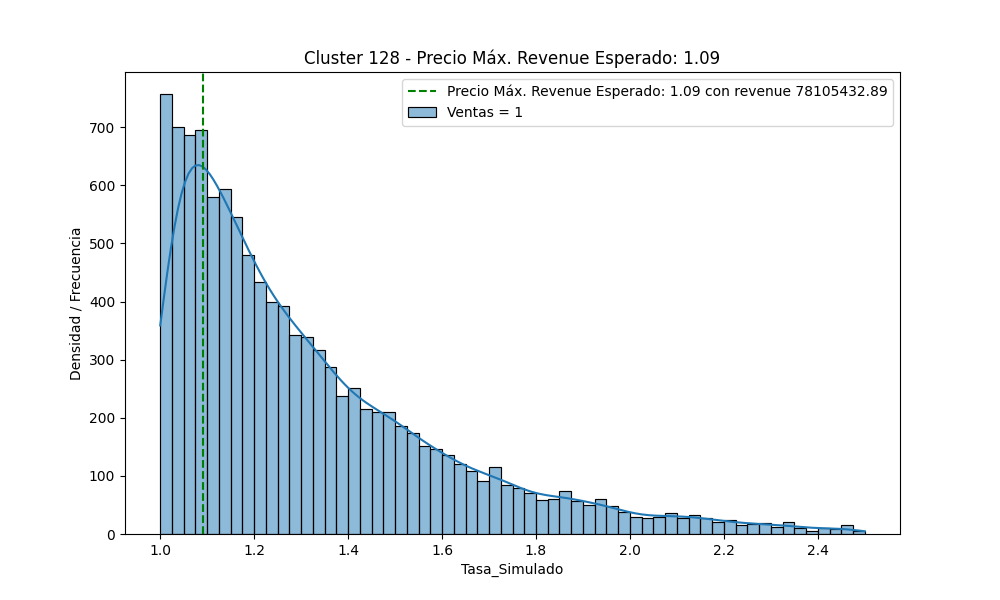 Cluster 128 - Precio Máx. Revenue Esperado: 1.09
Precio Máx. Revenue Esperado: 1.09 con revenue 78105432.89
Ventas = 1
Densidad / Frecuencia
700
600
500
400
300
200
100
0
1.0 1.2 1.4 1.6 1.8 2.0 2.2 2.4
Tasa_Simulado